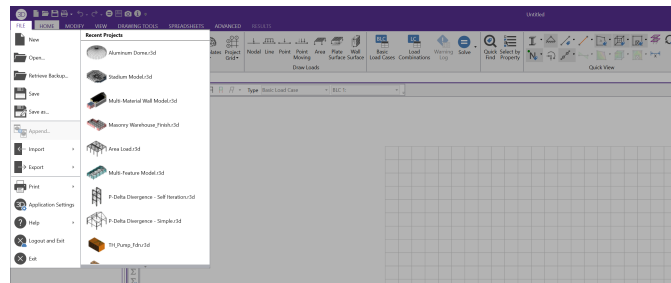 Untitled
FILE HOME MODIFY VIEW DRAWING TOOLS SPREADSHEETS ADVANCED RESULTS
New
Open...
Retrieve Backup...
Save
Save as...
Append...
Import
Export
Print
Application Settings
Help
Logout and Exit
Exit
Recent Projects
Aluminum Dome.r3d
Stadium Model.r3d
Multi-Material Wall Model.r3d
Masonry Warehouse_Finish.r3d
Area Load.r3d
Multi-Feature Model.r3d
P-Delta Divergence - Self Iteration.r3d
P-Delta Divergence - Simple.r3d
TH_Pump_Fdn.r3d
Project Grid
Nodal Line Point Point Moving Area Plate Surface Wall Surface
Draw Loads
BLC Basic Load Cases
LC Load Combinations
Warning Log
Solve
Quick Find
Select by Property
Quick View
Type Basic Load Case BLC 1: